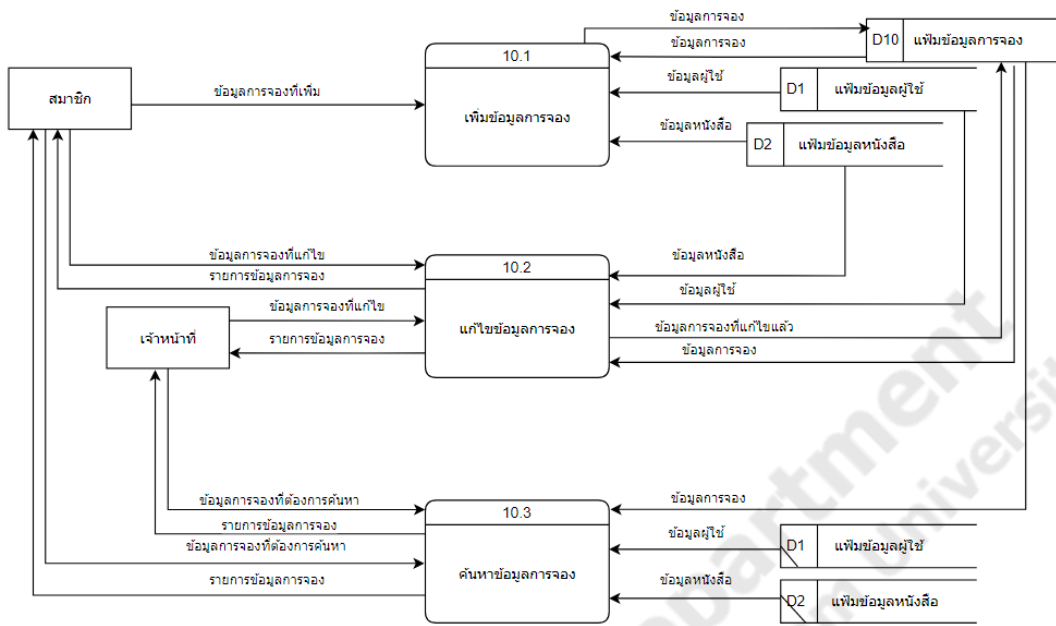 ข้อมูลการจอง
D10 แฟ้มข้อมูลการจอง
ข้อมูลการจอง
10.1
เพิ่มข้อมูลการจอง
สมาชิก
ข้อมูลการจองที่เพิ่ม
ข้อมูลผู้ใช้
D1 แฟ้มข้อมูลผู้ใช้
ข้อมูลหนังสือ
D2 แฟ้มข้อมูลหนังสือ
ข้อมูลการจองที่แก้ไข
รายการข้อมูลการจอง
10.2
แก้ไขข้อมูลการจอง
ข้อมูลหนังสือ
ข้อมูลผู้ใช้
เจ้าหน้าที่
ข้อมูลการจองที่แก้ไข
รายการข้อมูลการจอง
ข้อมูลการจองที่แก้ไขแล้ว
ข้อมูลการจอง
ข้อมูลการจองที่ต้องการค้นหา
รายการข้อมูลการจอง
ข้อมูลการจองที่ต้องการค้นหา
รายการข้อมูลการจอง
10.3
ค้นหาข้อมูลการจอง
ข้อมูลการจอง
ข้อมูลผู้ใช้
D1 แฟ้มข้อมูลผู้ใช้
ข้อมูลหนังสือ
D2 แฟ้มข้อมูลหนังสือ